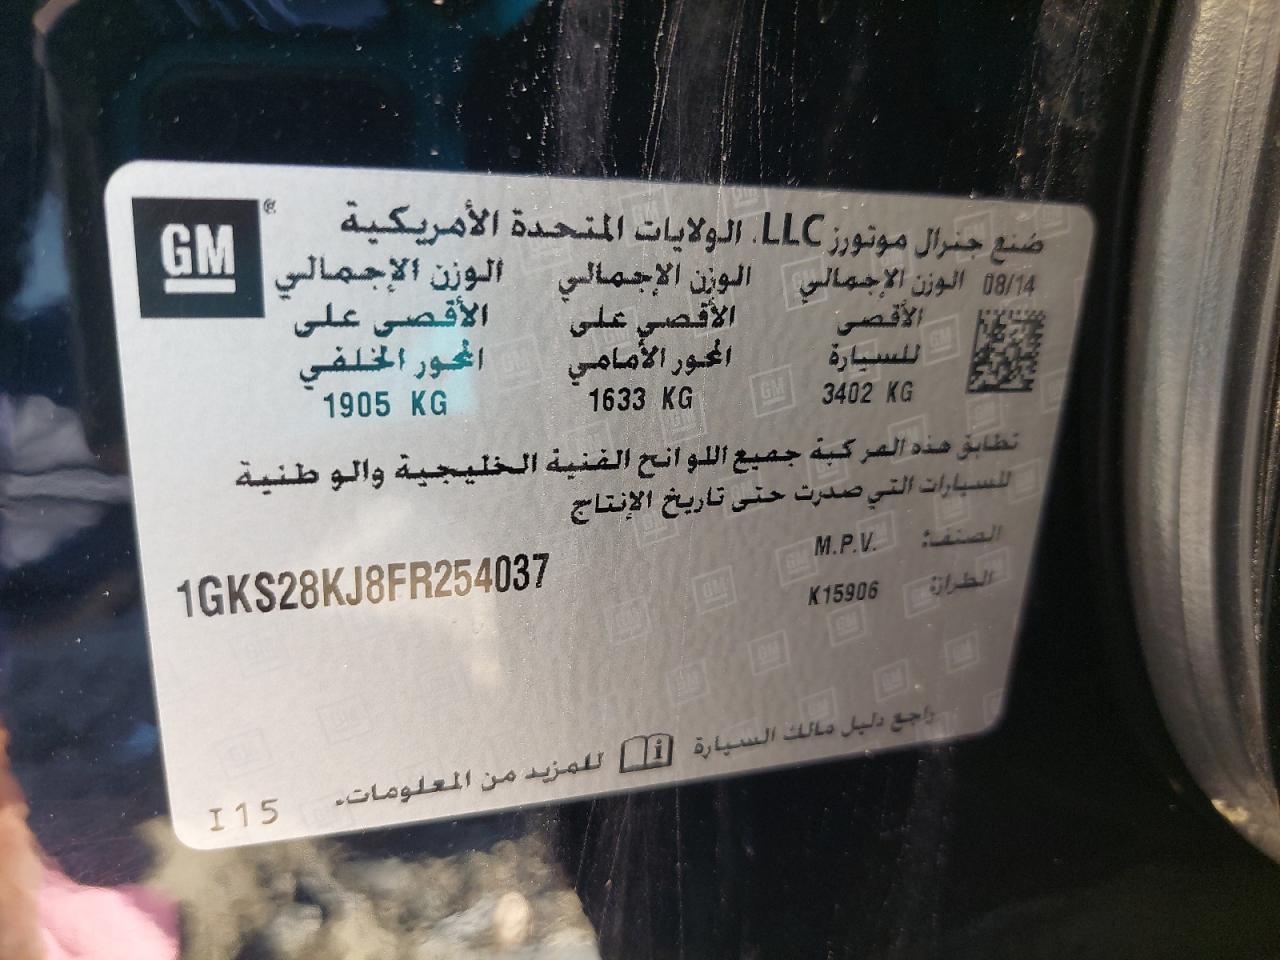 GM®
صُنع جنرال موتورز LLC. الولايات المتحدة الأمريكية
08/14 الوزن الإجمالي الوزن الإجمالي الوزن الإجمالي
الأقصى الأقصى على الأقصى على
للسيارة المحور الأمامي المحور الخلفي
3402 KG 1633 KG 1905 KG
تطابق هذه المركبة جميع اللوائح الفنية الخليجية والوطنية
للسيارات التي صدرت حتى تاريخ الإنتاج
الصنف: M.P.V.
الطراز: K15906
1GKS28KJ8FR254037
راجع دليل مالك السيارة للمزيد من المعلومات.
I15